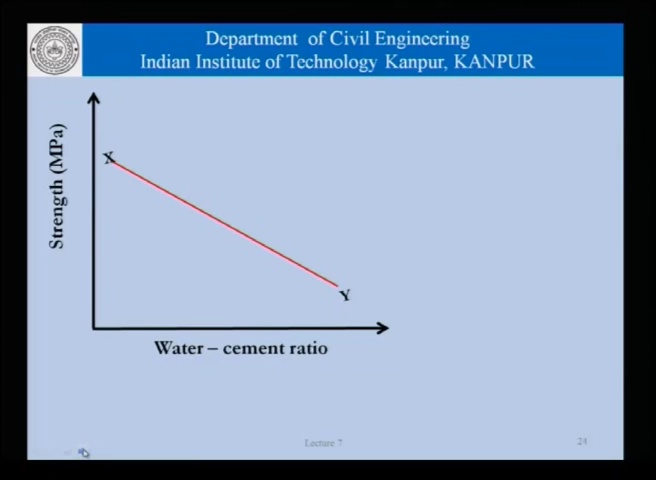 Department of Civil Engineering
Indian Institute of Technology Kanpur, KANPUR
Strength (MPa)
X
Y
Water – cement ratio
Lecture 7
24